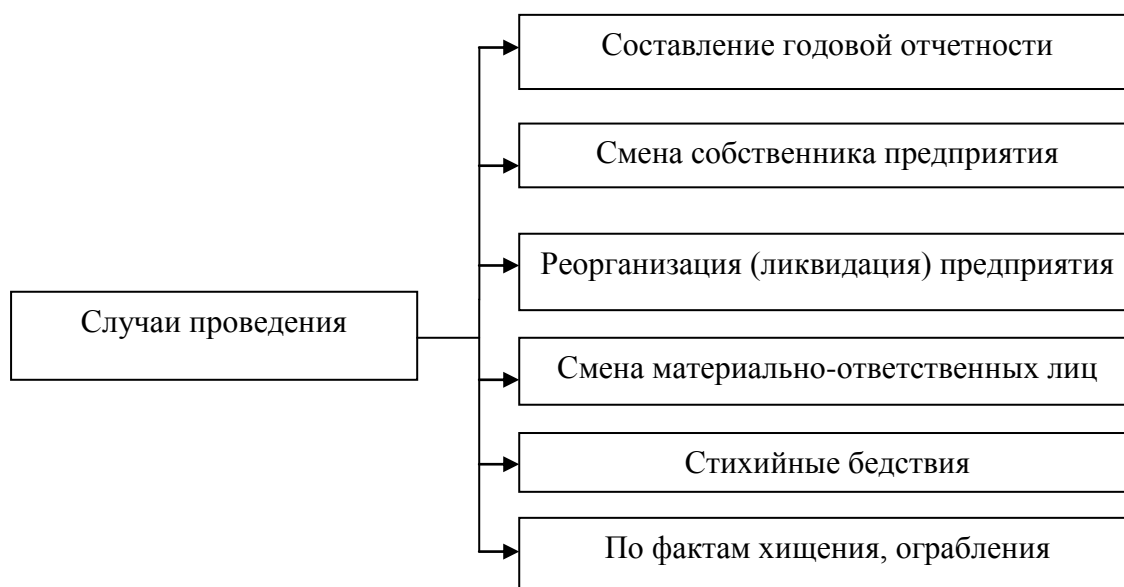 Составление годовой отчетности
Смена собственника предприятия
Реорганизация (ликвидация) предприятия
Случаи проведения
Смена материально-ответственных лиц
Стихийные бедствия
По фактам хищения, ограбления